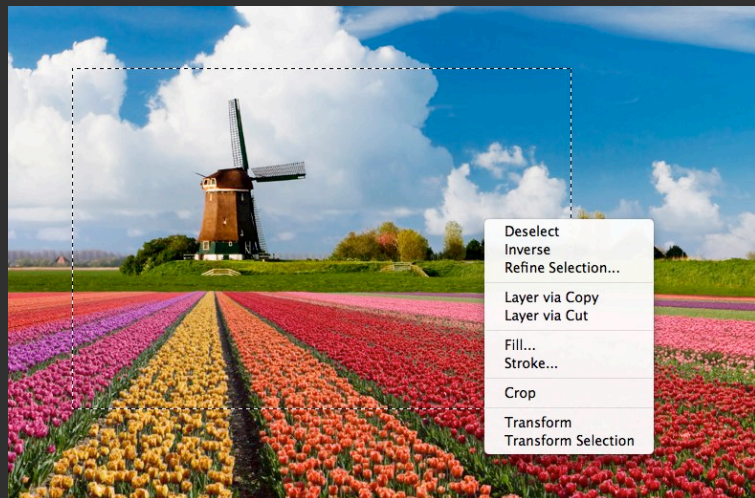 Deselect
Inverse
Refine Selection...
Layer via Copy
Layer via Cut
Fill...
Stroke...
Crop
Transform
Transform Selection